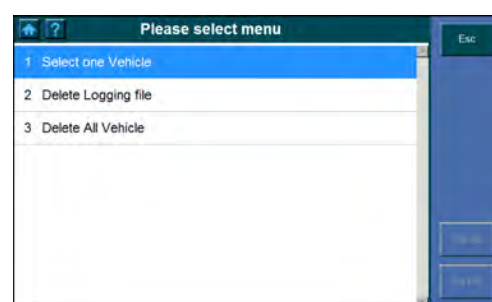 ? Please select menu
Esc
1 Select one Vehicle
2 Delete Logging file
3 Delete All Vehicle